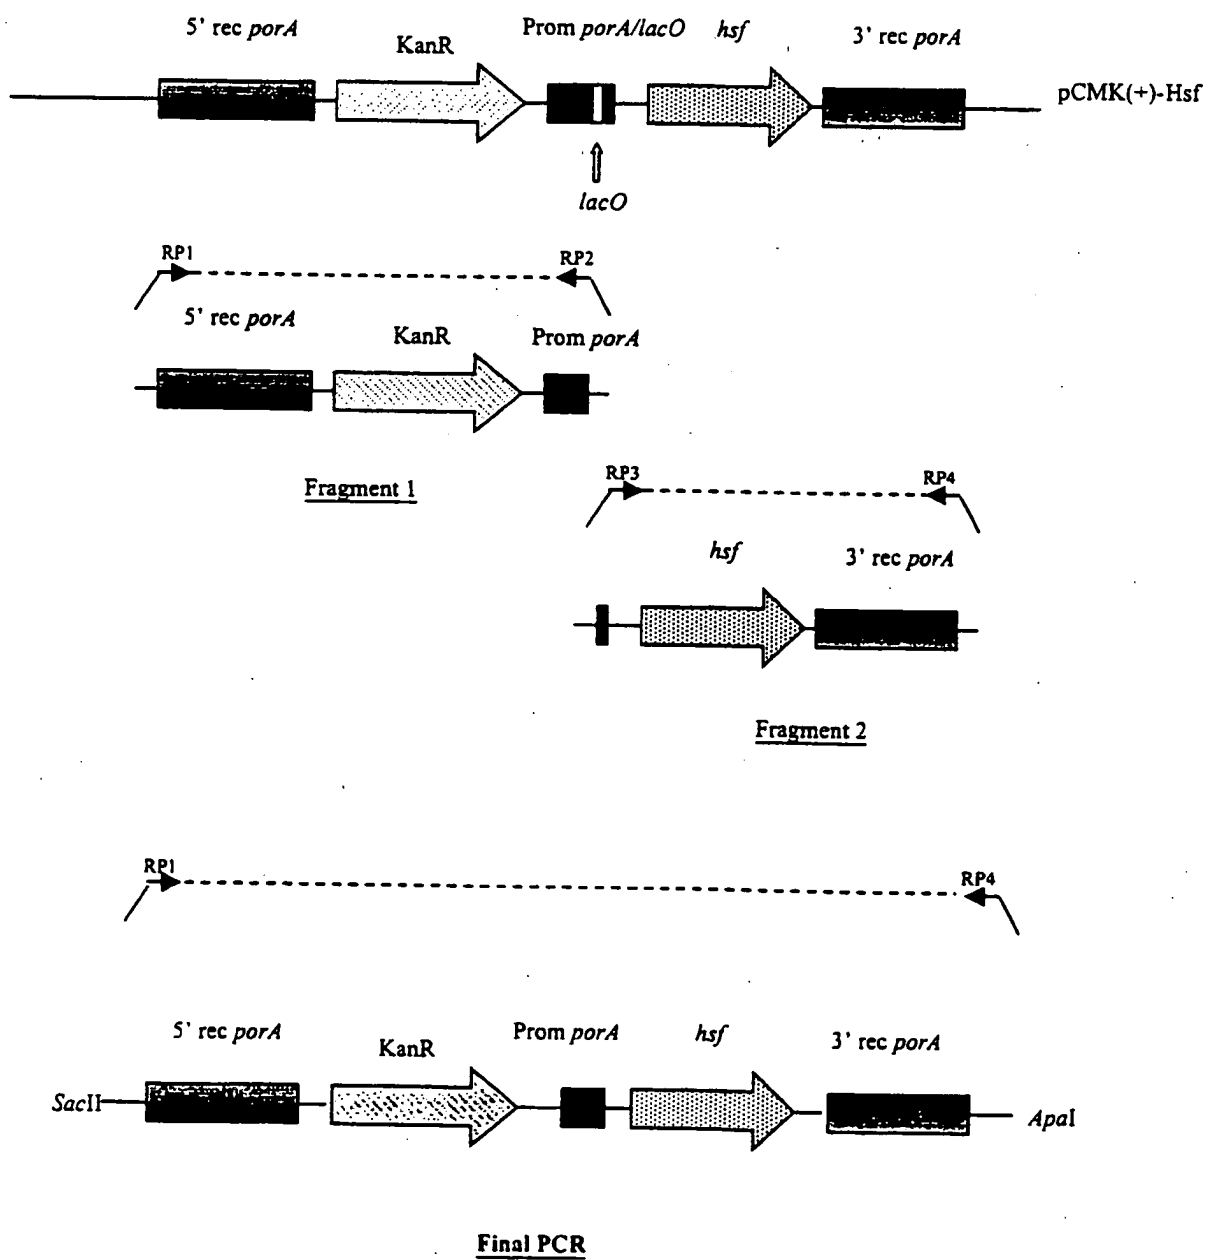 5' rec porA
KanR
Prom porA/lacO
hsf
3' rec porA
pCMK(+)-Hsf
lacO
RP1
RP2
5' rec porA
KanR
Prom porA
Fragment 1
RP3
RP4
hsf
3' rec porA
Fragment 2
RP1
RP4
5' rec porA
KanR
Prom porA
hsf
3' rec porA
SacII
ApaI
Final PCR